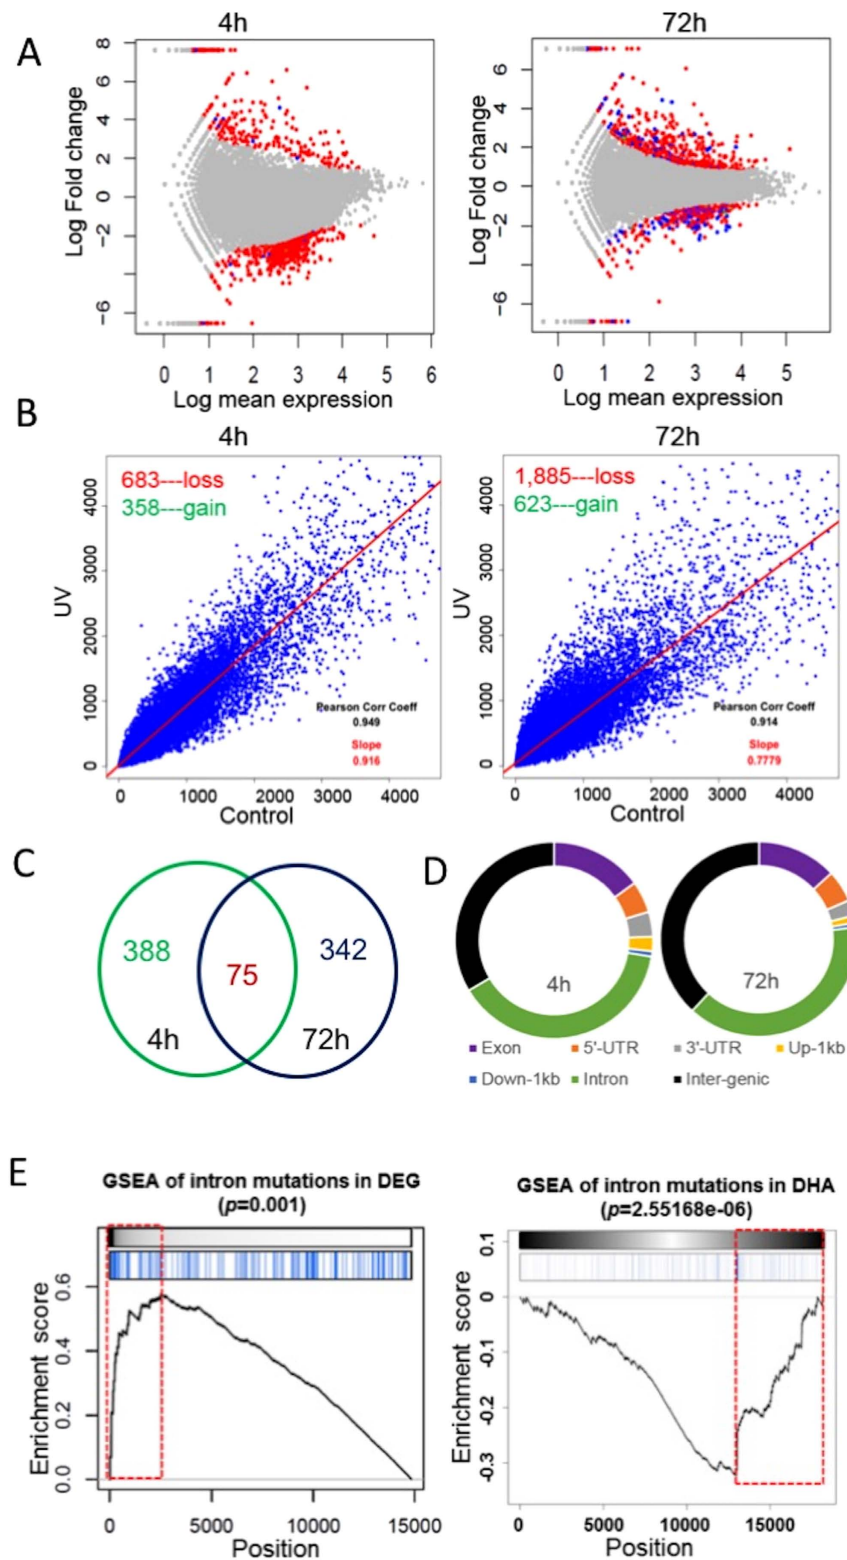 A
4h
72h
Log Fold change
8
6
4
2
0
−2
−6
0 1 2 3 4 5 6
Log mean expression
Log Fold change
6
4
2
0
−2
−6
0 1 2 3 4 5
Log mean expression
B
4h
72h
683---loss
358---gain
UV
4000
3000
2000
1000
0
Pearson Corr Coeff
0.949
Slope
0.916
0 1000 2000 3000 4000
Control
1,885---loss
623---gain
UV
4000
3000
2000
1000
0
Pearson Corr Coeff
0.914
Slope
0.7779
0 1000 2000 3000 4000
Control
C
388
75
342
4h
72h
D
4h
72h
Exon 5'-UTR 3'-UTR Up-1kb
Down-1kb Intron Inter-genic
E
GSEA of intron mutations in DEG
(p=0.001)
Enrichment score
0.6
0.4
0.2
0.0
0 5000 10000 15000
Position
GSEA of intron mutations in DHA
(p=2.55168e-06)
Enrichment score
0.1
0
-0.1
-0.2
-0.3
0 5000 10000 15000
Position